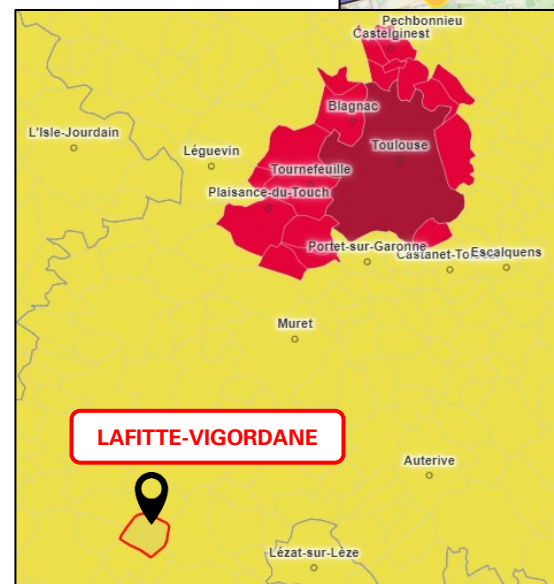 Pechbonnieu
Castelginest
Blagnac
L'Isle-Jourdain
Toulouse
Léguevin
Tournefeuille
Plaisance-du-Touch
Portet-sur-Garonne
Escalquens
Muret
LAFITTE-VIGORDANE
Auterive
Lézat-sur-Lèze